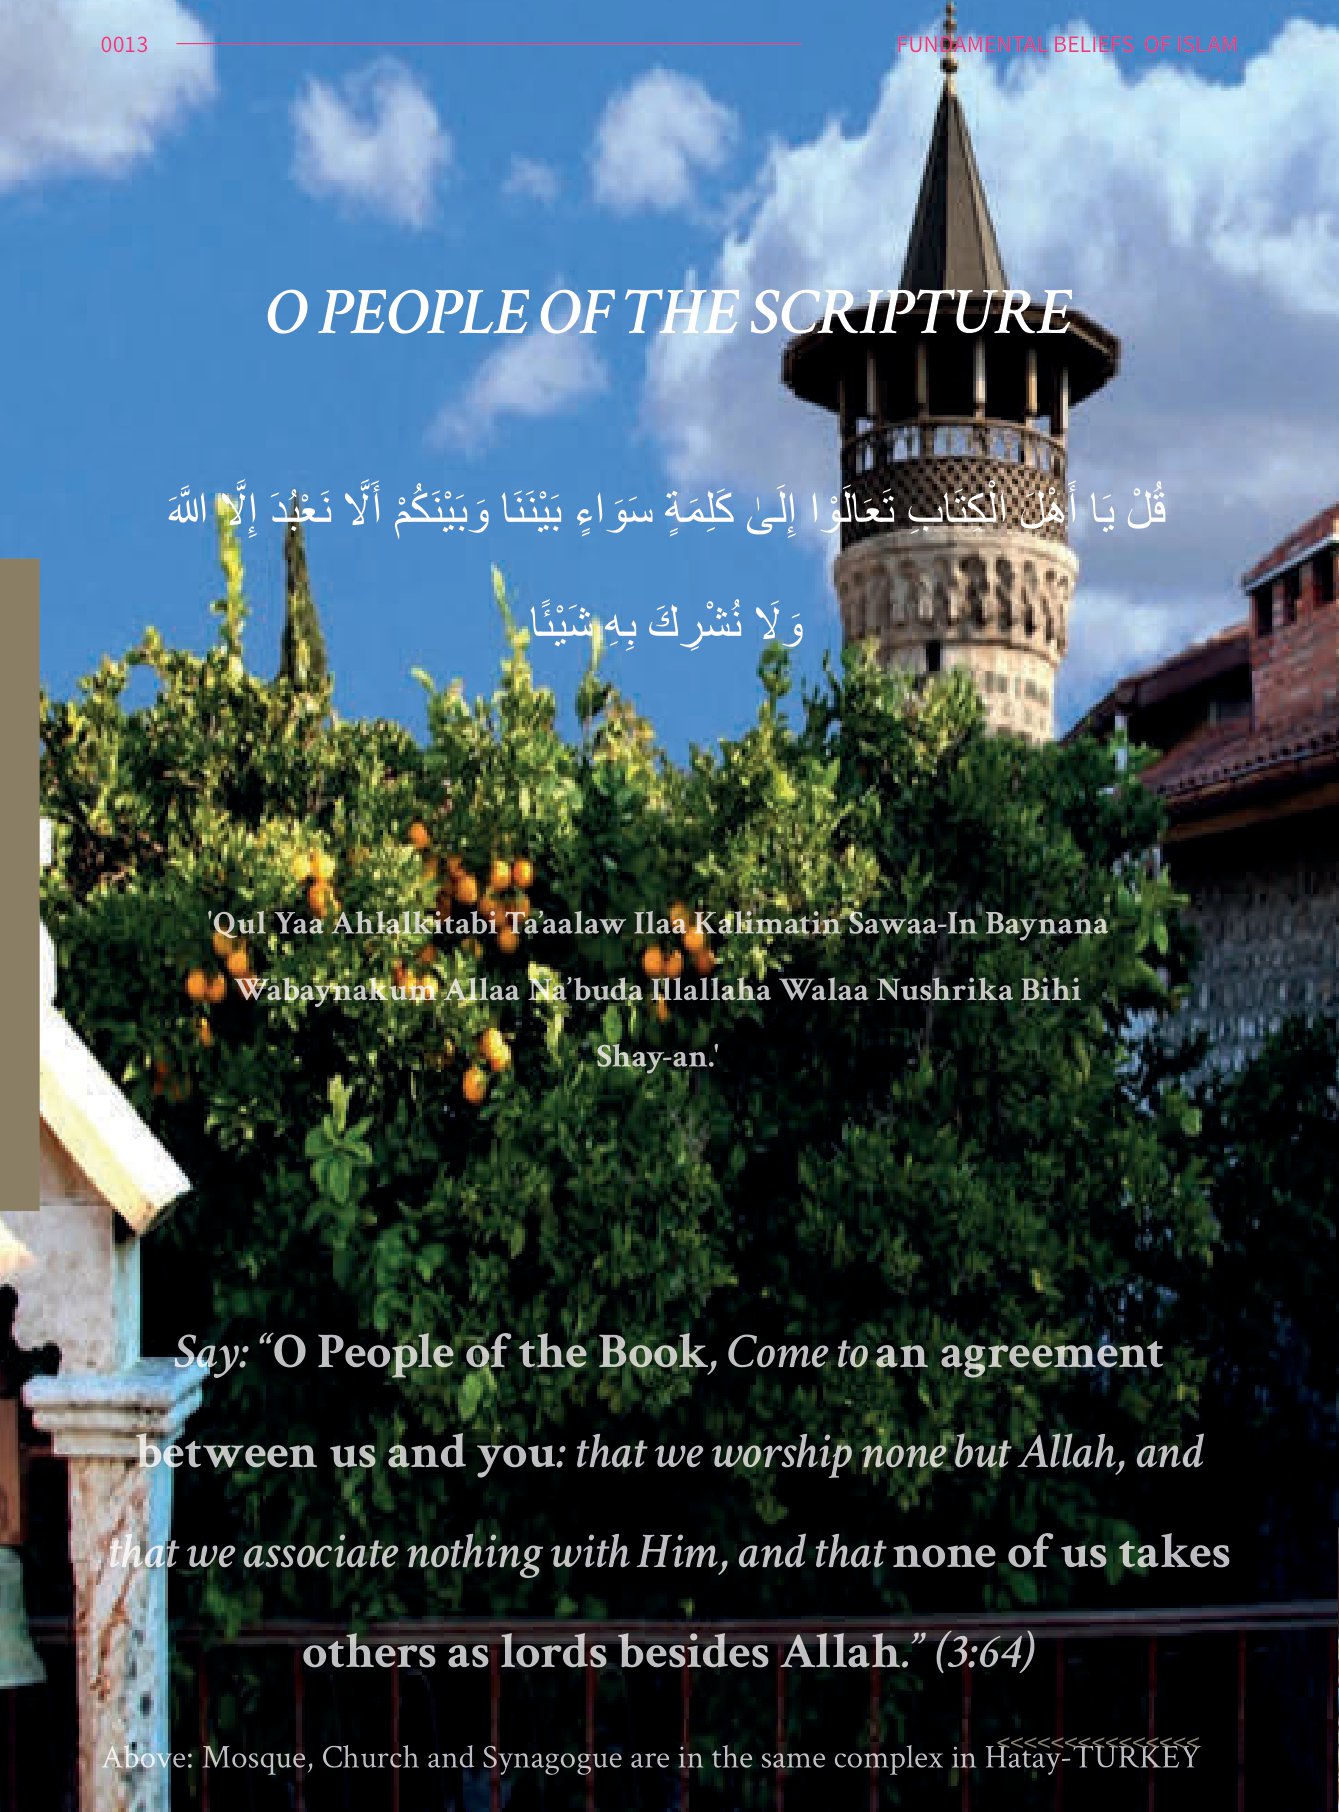 0013 FUNDAMENTAL BELIEFS OF ISLAM
O PEOPLE OF THE SCRIPTURE
قُلْ يَا أَهْلَ الْكِتَابِ تَعَالَوْا إِلَىٰ كَلِمَةٍ سَوَاءٍ بَيْنَنَا وَبَيْنَكُمْ أَلَّا نَعْبُدَ إِلَّا اللَّهَ
وَلَا نُشْرِكَ بِهِ شَيْئًا
'Qul Yaa Ahlalkitabi Ta’aalaw Ilaa Kalimatin Sawaa-In Baynana
Wabaynakum Allaa Na’buda Illallaha Walaa Nushrika Bihi
Shay-an.'
Say: “O People of the Book, Come to an agreement
between us and you: that we worship none but Allah, and
that we associate nothing with Him, and that none of us takes
others as lords besides Allah.” (3:64)
<<<<<<<<<<<<<<<
Above: Mosque, Church and Synagogue are in the same complex in Hatay-TURKEY